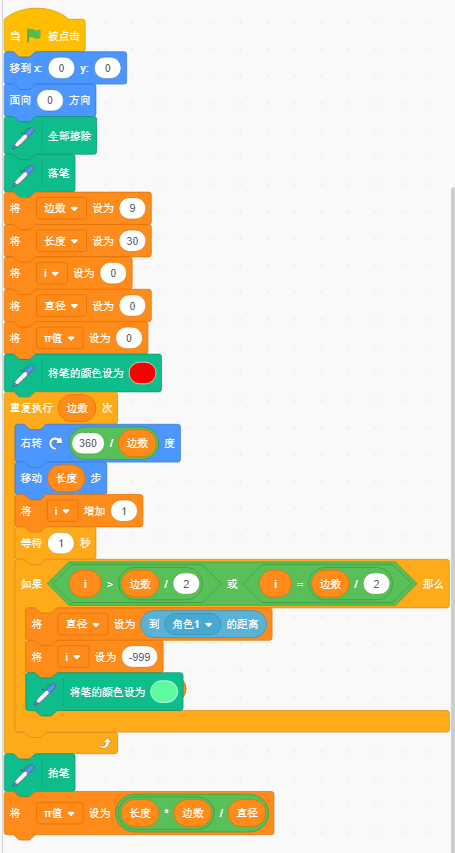 当 被点击
移到 x: 0 y: 0
面向 0 方向
全部擦除
落笔
将 边数 设为 9
将 长度 设为 30
将 i 设为 0
将 直径 设为 0
将 π值 设为 0
将笔的颜色设为
重复执行 边数 次
右转 360 / 边数 度
移动 长度 步
将 i 增加 1
等待 1 秒
如果 i > 边数 / 2 或 i = 边数 / 2 那么
将 直径 设为 到 角色1 的距离
将 i 设为 -999
将笔的颜色设为
抬笔
将 π值 设为 长度 * 边数 / 直径